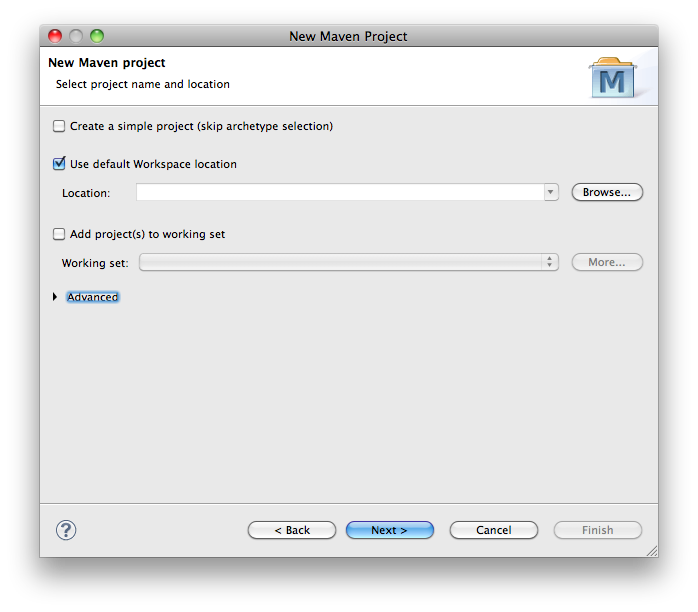 New Maven Project
New Maven project
Select project name and location
M
Create a simple project (skip archetype selection)
Use default Workspace location
Location:
Browse...
Add project(s) to working set
Working set:
More...
Advanced
?
< Back
Next >
Cancel
Finish